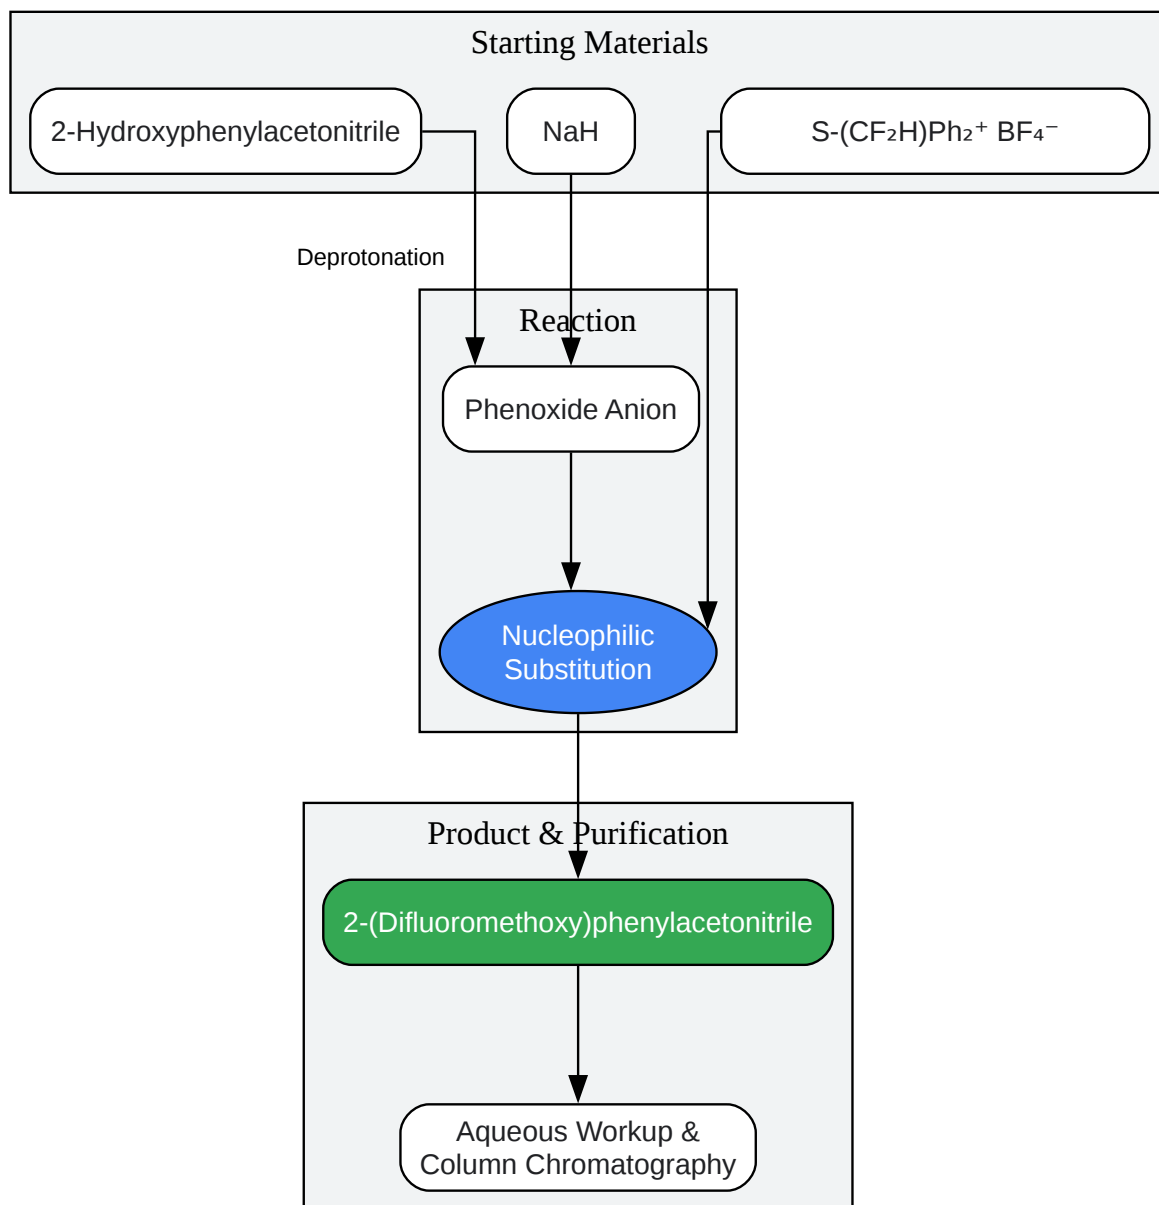 Starting Materials
2-Hydroxyphenylacetonitrile
NaH
S-(CF₂H)Ph₂⁺ BF₄⁻
Deprotonation
Reaction
Phenoxide Anion
Nucleophilic
Substitution
Product & Purification
2-(Difluoromethoxy)phenylacetonitrile
Aqueous Workup &
Column Chromatography